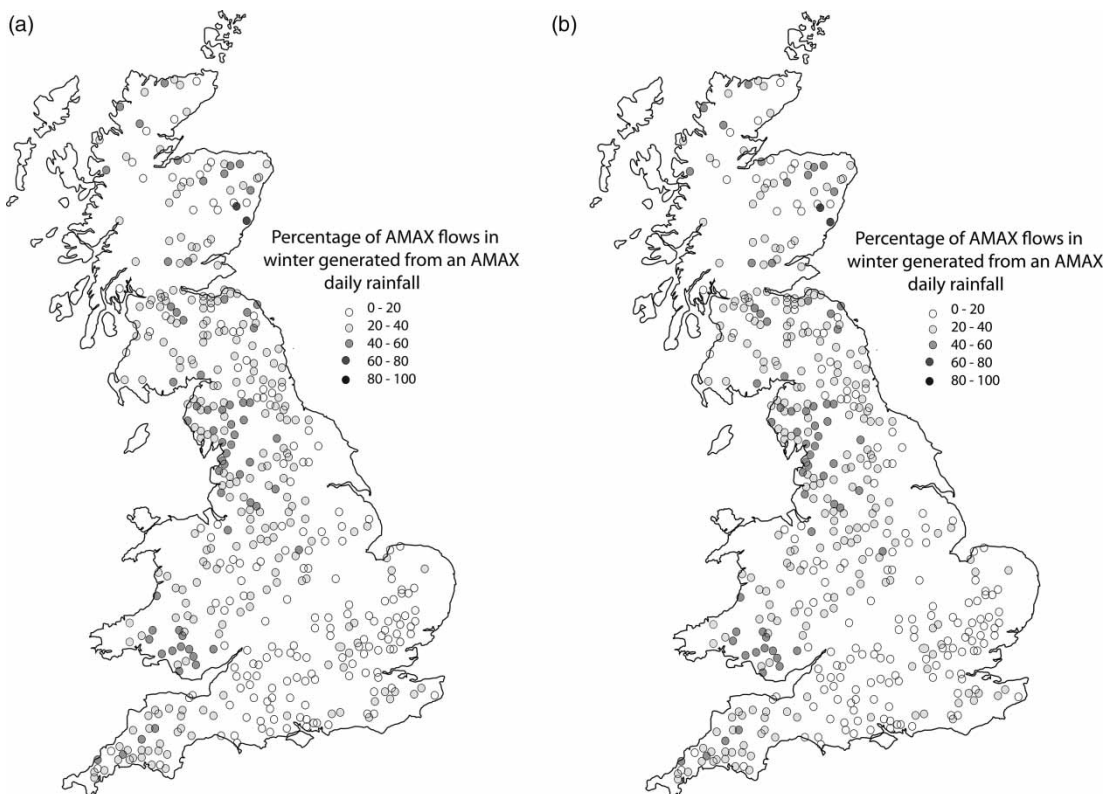 (a)
Percentage of AMAX flows in
winter generated from an AMAX
daily rainfall
0 - 20
20 - 40
40 - 60
60 - 80
80 - 100
(b)
Percentage of AMAX flows in
winter generated from an AMAX
daily rainfall
0 - 20
20 - 40
40 - 60
60 - 80
80 - 100